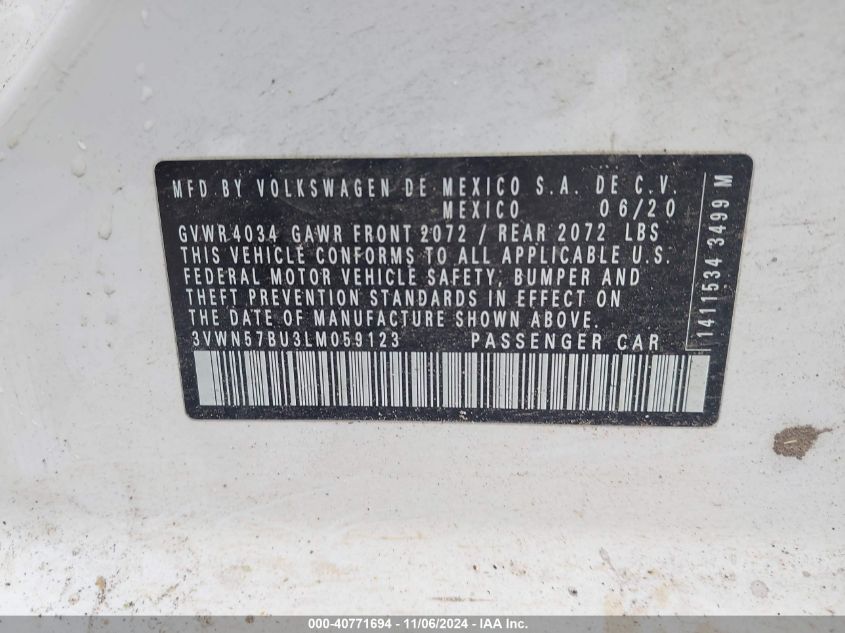 MFD BY VOLKSWAGEN DE MEXICO S.A. DE C.V.
MEXICO 06/20
GVWR4034 GAWR FRONT 2072 / REAR 2072 LBS
THIS VEHICLE CONFORMS TO ALL APPLICABLE U.S.
FEDERAL MOTOR VEHICLE SAFETY, BUMPER AND
THEFT PREVENTION STANDARDS IN EFFECT ON
THE DATE OF MANUFACTURE SHOWN ABOVE.
3VWN57BU3LM059123 PASSENGER CAR
1411534 3499 M
000-40771694 - 11/06/2024 - IAA Inc.